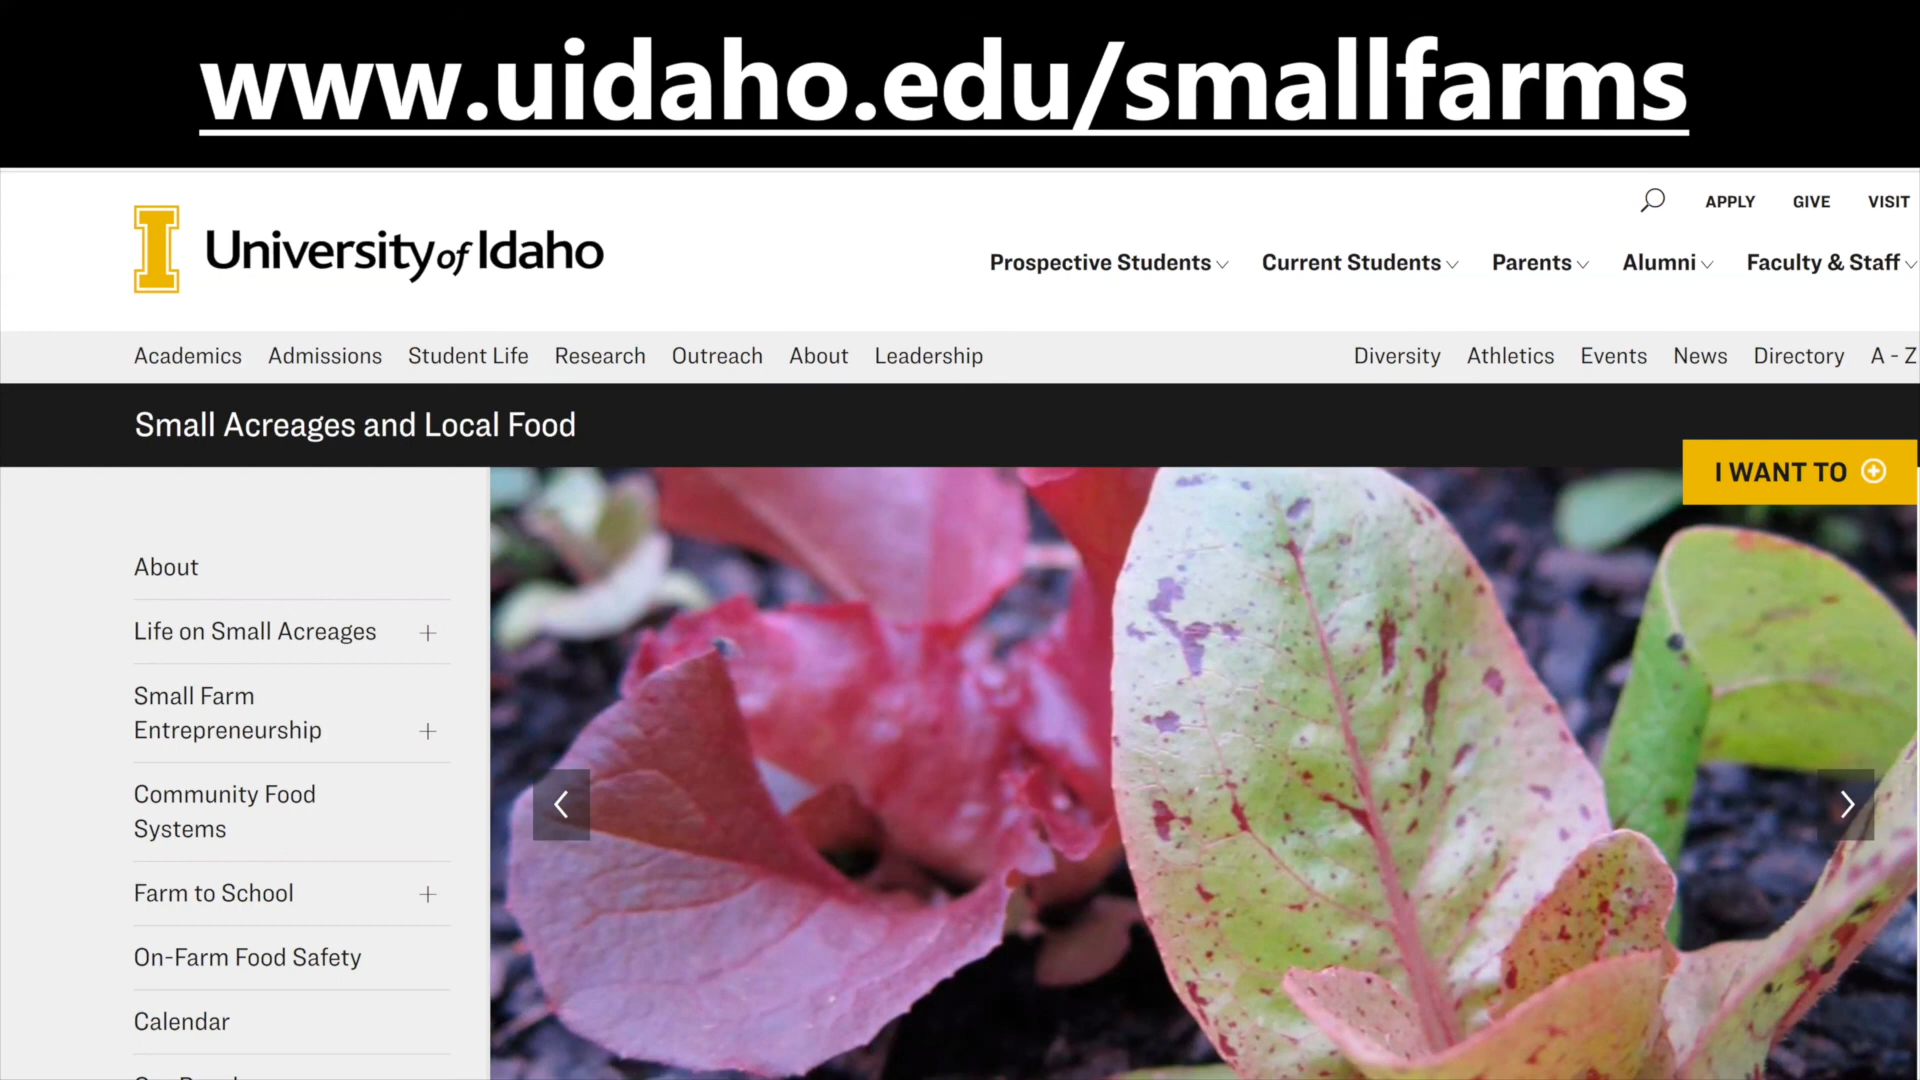 www.uidaho.edu/smallfarms
APPLY GIVE VISIT
I University of Idaho
Prospective Students Current Students Parents Alumni Faculty & Staff
Academics Admissions Student Life Research Outreach About Leadership
Diversity Athletics Events News Directory A - Z
Small Acreages and Local Food
I WANT TO
About
Life on Small Acreages
Small Farm
Entrepreneurship
Community Food
Systems
Farm to School
On-Farm Food Safety
Calendar